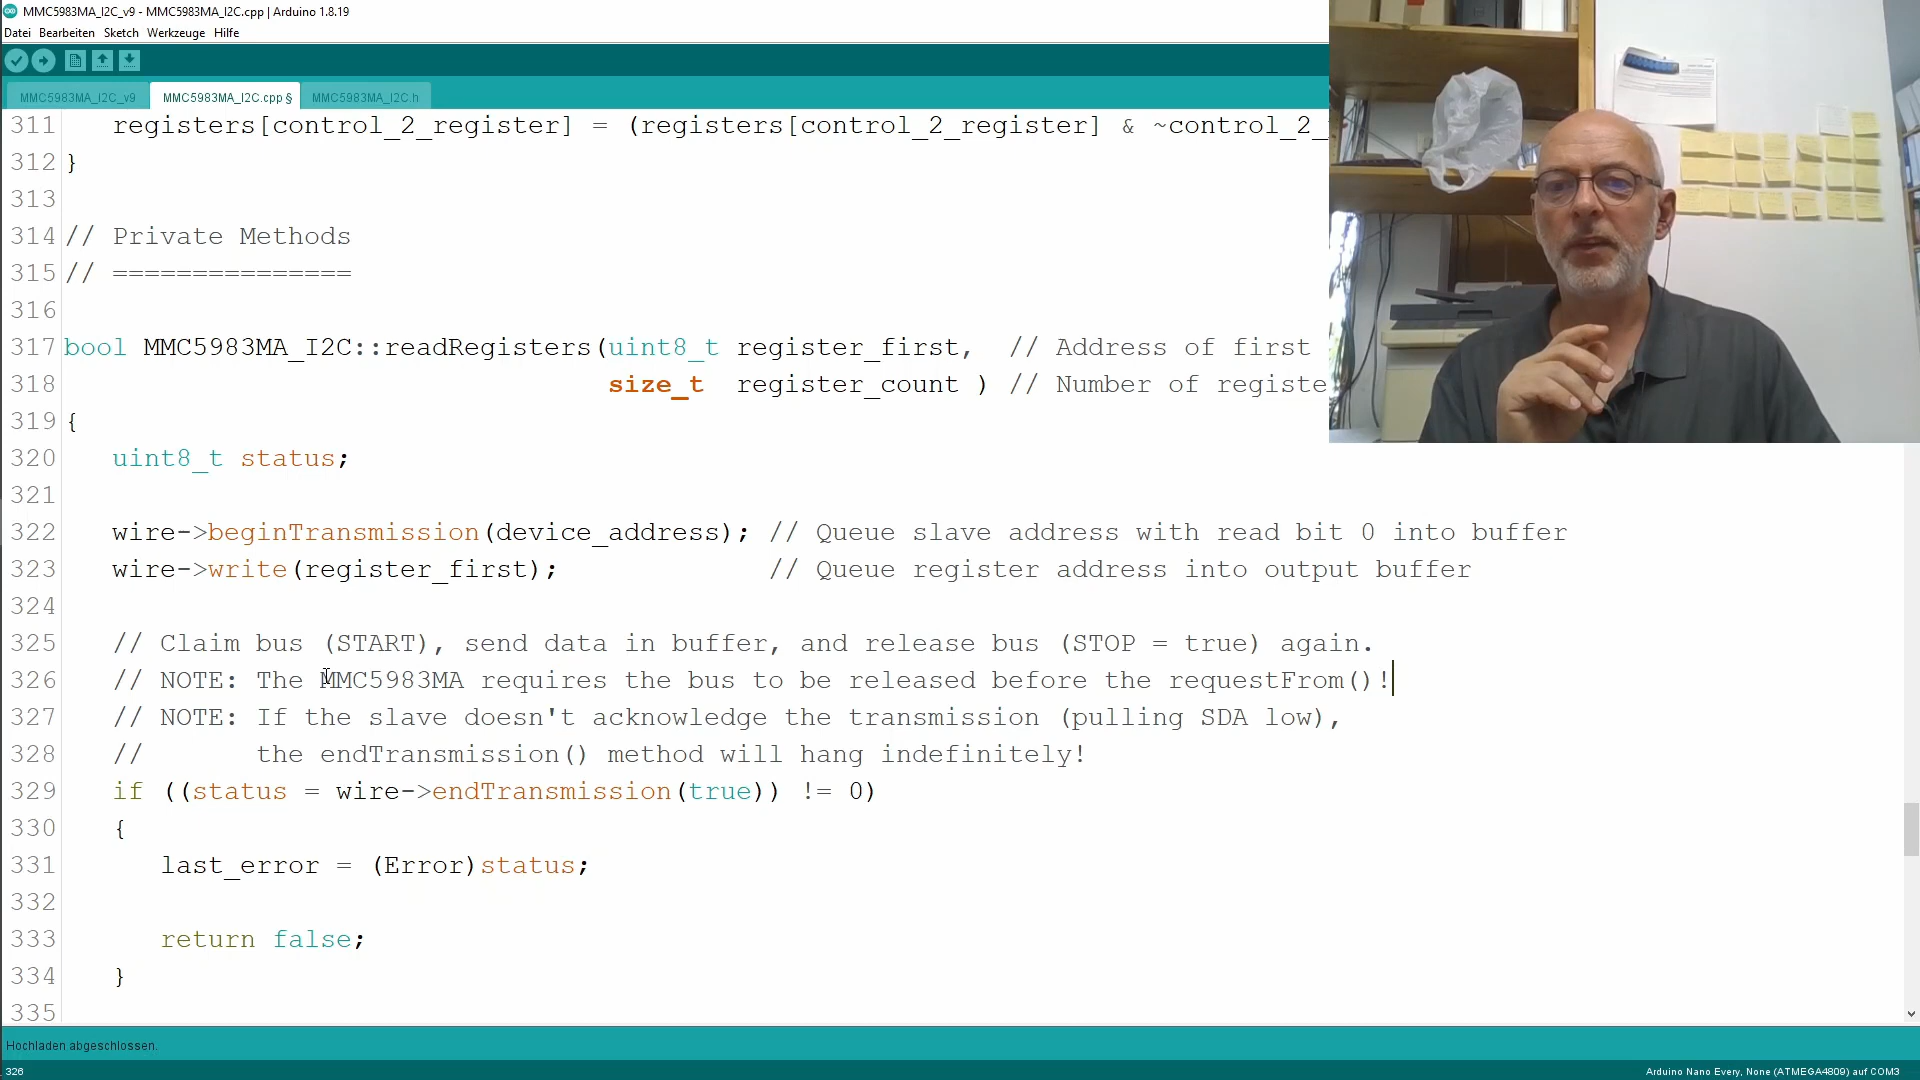 MMC5983MA_I2C_v9 - MMC5983MA_I2C.cpp | Arduino 1.8.19
Datei Bearbeiten Sketch Werkzeuge Hilfe
MMC5983MA_I2C_v9 MMC5983MA_I2C.cpp § MMC5983MA_I2C.h
311 registers[control_2_register] = (registers[control_2_register] & ~control_2_
312 }
313
314 // Private Methods
315 // ===============
316
317 bool MMC5983MA_I2C::readRegisters(uint8_t register_first, // Address of first
318 size_t register_count ) // Number of registe
319 {
320 uint8_t status;
321
322 wire->beginTransmission(device_address); // Queue slave address with read bit 0 into buffer
323 wire->write(register_first); // Queue register address into output buffer
324
325 // Claim bus (START), send data in buffer, and release bus (STOP = true) again.
326 // NOTE: The MMC5983MA requires the bus to be released before the requestFrom()!
327 // NOTE: If the slave doesn't acknowledge the transmission (pulling SDA low),
328 // the endTransmission() method will hang indefinitely!
329 if ((status = wire->endTransmission(true)) != 0)
330 {
331 last_error = (Error)status;
332
333 return false;
334 }
335
Hochladen abgeschlossen.
326 Arduino Nano Every, None (ATMEGA4809) auf COM3